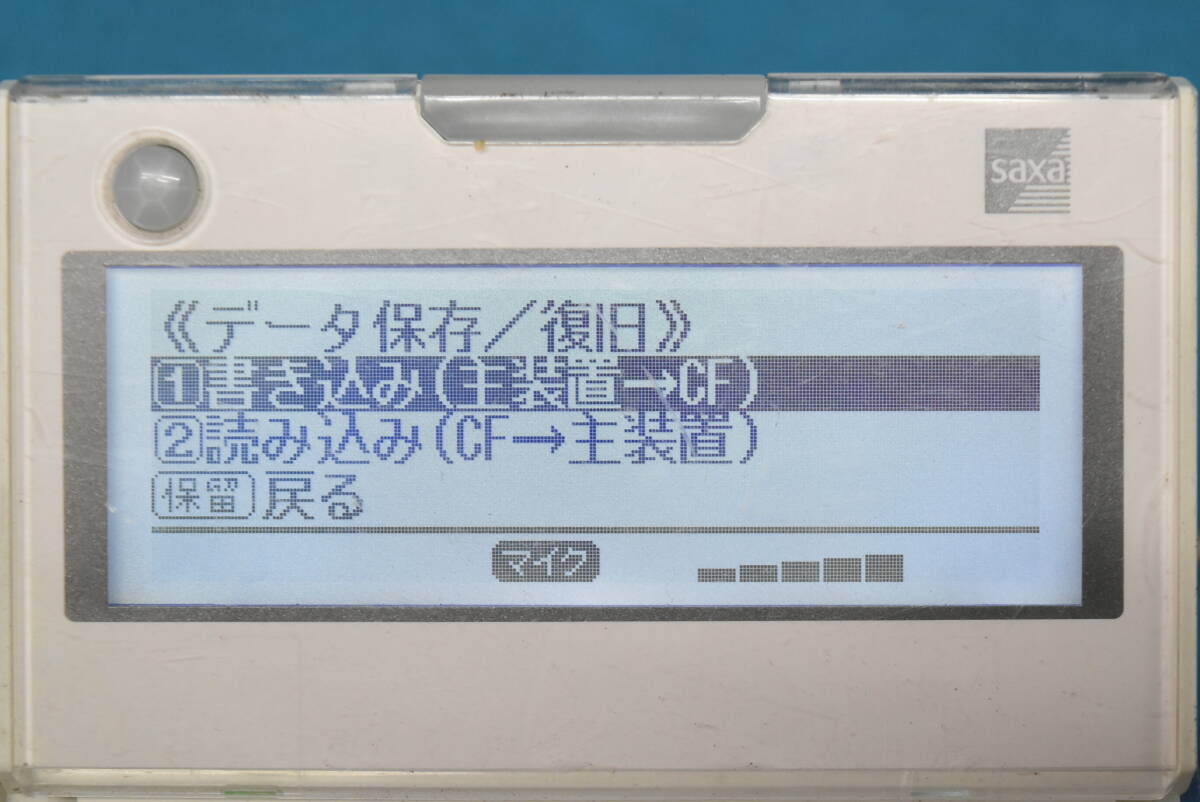 saxa
《データ保存／復旧》
1書き込み(主装置→CF)
2読み込み(CF→主装置)
保留 戻る
マイク